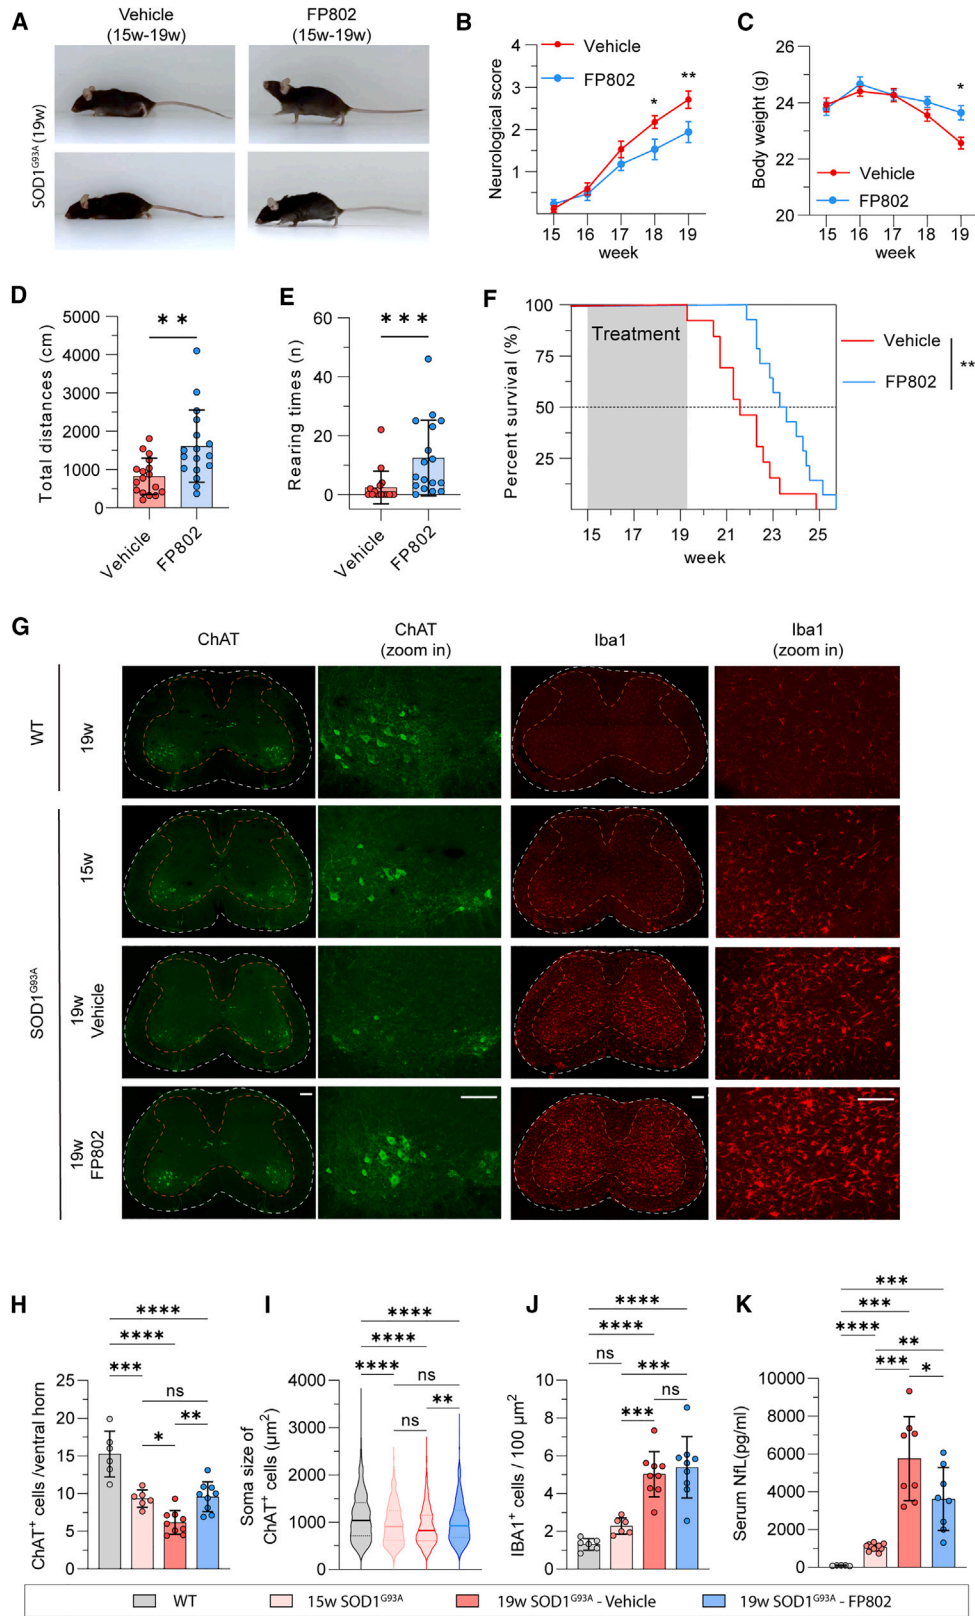 A
Vehicle
(15w-19w)
FP802
(15w-19w)
SOD1G93A (19w)
B
Neurological score
4
3
2
1
Vehicle
FP802
*
**
15 16 17 18 19
week
C
Body weight (g)
26
24
22
20
*
Vehicle
FP802
15 16 17 18 19
week
D
Total distances (cm)
5000
4000
3000
2000
1000
0
**
Vehicle
FP802
E
Rearing times (n)
60
40
20
0
***
Vehicle
FP802
F
Percent survival (%)
100
75
50
25
Treatment
Vehicle
FP802
**
15 17 19 21 23 25
week
G
ChAT
ChAT
(zoom in)
Iba1
Iba1
(zoom in)
WT
19w
SOD1G93A
15w
19w
Vehicle
19w
FP802
H
ChAT+ cells /ventral horn
25
20
15
10
5
0
****
****
***
ns
**
*
I
Soma size of
ChAT+ cells (µm2)
4000
3000
2000
1000
0
****
****
****
ns
**
ns
J
IBA1+ cells / 100 µm2
10
8
6
4
2
0
****
****
ns
***
ns
***
K
Serum NfL(pg/ml)
10000
8000
6000
4000
2000
0
***
***
****
**
***
*
WT
15w SOD1G93A
19w SOD1G93A - Vehicle
19w SOD1G93A - FP802